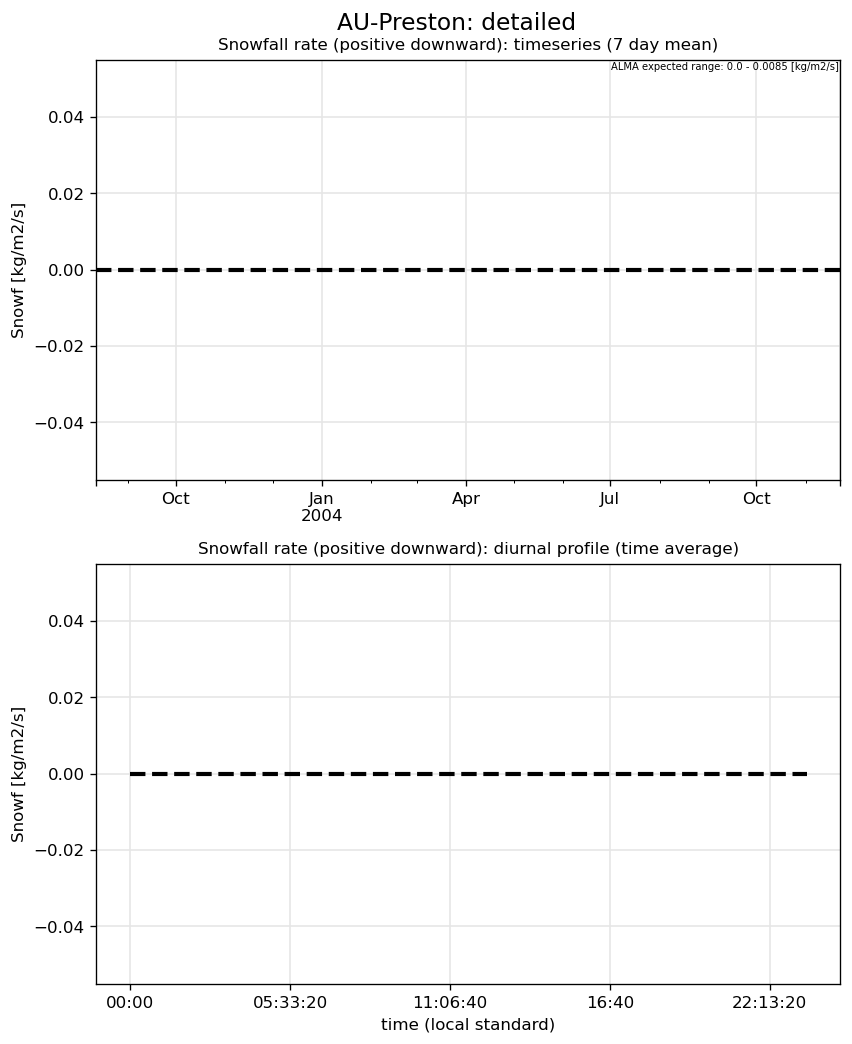 AU-Preston: detailed
Snowfall rate (positive downward): timeseries (7 day mean)
ALMA expected range: 0.0 - 0.0085 [kg/m2/s]
0.04
0.02
0.00
−0.02
−0.04
Snowf [kg/m2/s]
Oct Jan Apr Jul Oct
2004
Snowfall rate (positive downward): diurnal profile (time average)
0.04
0.02
0.00
−0.02
−0.04
Snowf [kg/m2/s]
00:00 05:33:20 11:06:40 16:40 22:13:20
time (local standard)